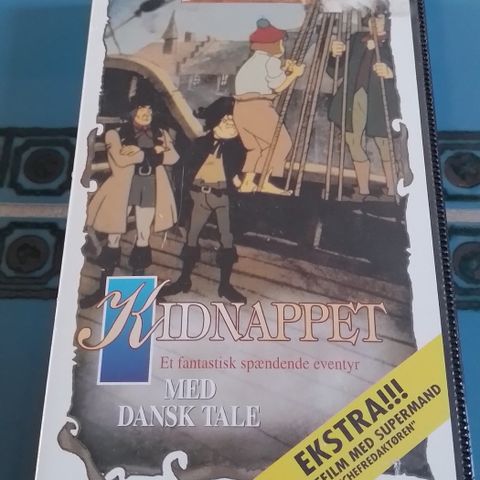 KIDNAPPET
Et fantastisk spændende eventyr
MED
DANSK TALE
EKSTRA!!!
FILM MED SUPERMAND
CHEFREDAKTØREN"